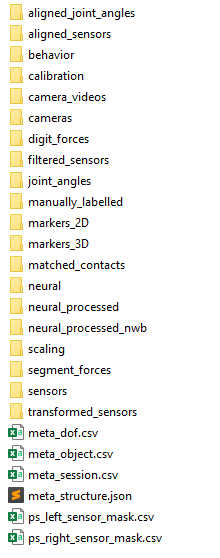 aligned_joint_angles
aligned_sensors
behavior
calibration
camera_videos
cameras
digit_forces
filtered_sensors
joint_angles
manually_labelled
markers_2D
markers_3D
matched_contacts
neural
neural_processed
neural_processed_nwb
scaling
segment_forces
sensors
transformed_sensors
meta_dof.csv
meta_object.csv
meta_session.csv
meta_structure.json
ps_left_sensor_mask.csv
ps_right_sensor_mask.csv